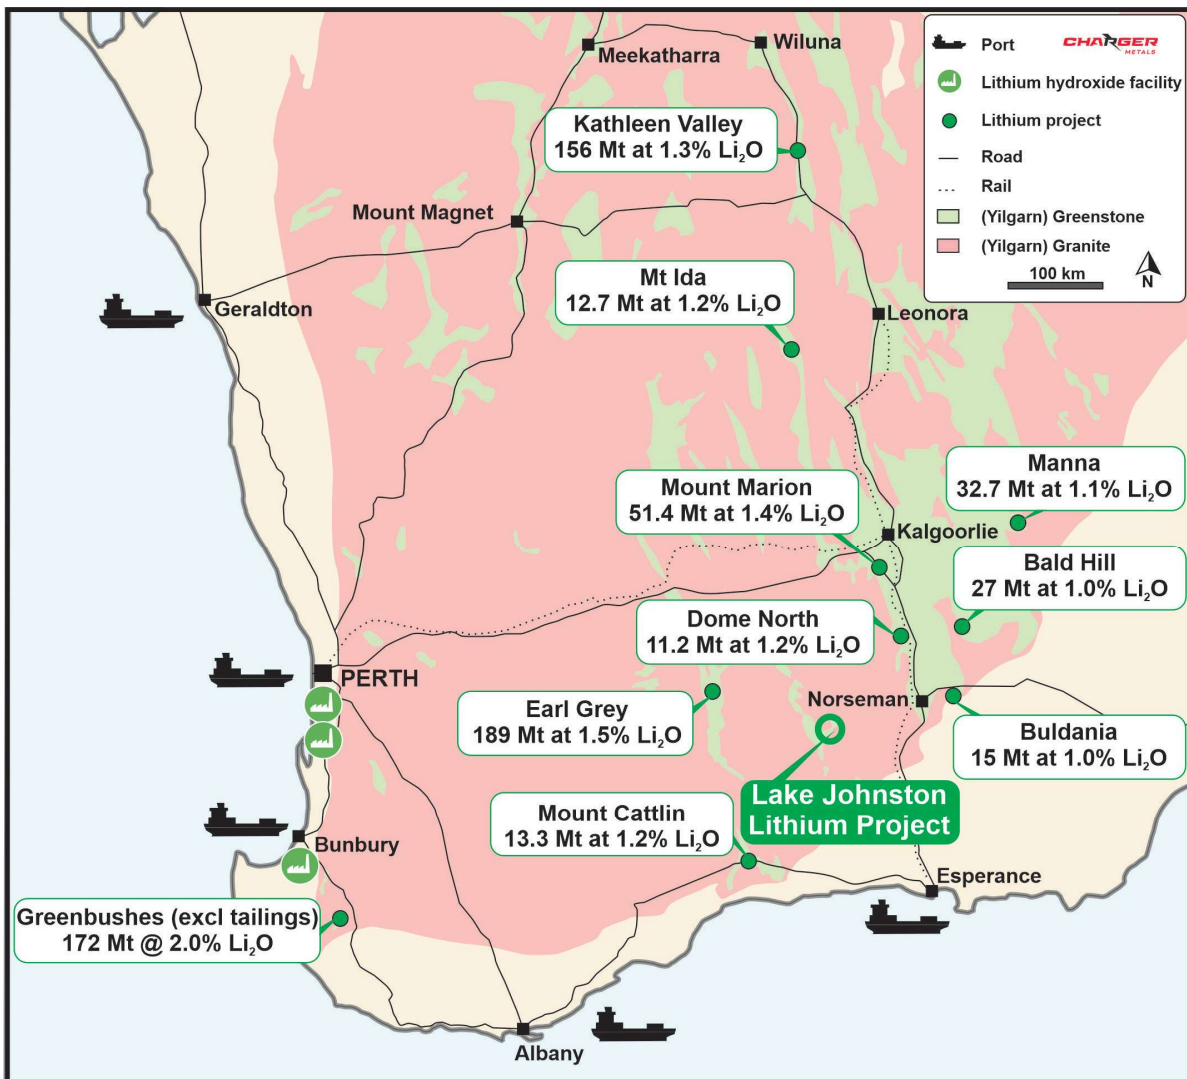 Port
CHARGER
METALS
Lithium hydroxide facility
Lithium project
Road
Rail
(Yilgarn) Greenstone
(Yilgarn) Granite
100 km
N
Meekatharra
Wiluna
Kathleen Valley
156 Mt at 1.3% Li₂O
Mount Magnet
Mt Ida
12.7 Mt at 1.2% Li₂O
Geraldton
Leonora
Manna
32.7 Mt at 1.1% Li₂O
Mount Marion
51.4 Mt at 1.4% Li₂O
Kalgoorlie
Bald Hill
27 Mt at 1.0% Li₂O
Dome North
11.2 Mt at 1.2% Li₂O
PERTH
Earl Grey
189 Mt at 1.5% Li₂O
Norseman
Buldania
15 Mt at 1.0% Li₂O
Lake Johnston
Lithium Project
Mount Cattlin
13.3 Mt at 1.2% Li₂O
Bunbury
Esperance
Greenbushes (excl tailings)
172 Mt @ 2.0% Li₂O
Albany